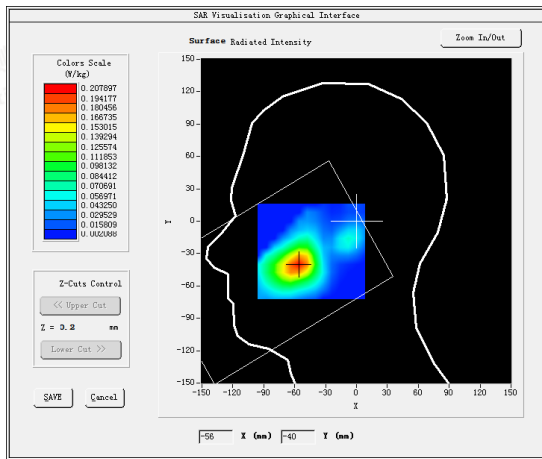 SAR Visualisation Graphical Interface
Surface Radiated Intensity
Zoom In/Out
Colors Scale
(W/kg)
0.207897
0.194177
0.180456
0.166735
0.153015
0.139294
0.125574
0.111853
0.098132
0.084412
0.070691
0.056971
0.043250
0.029529
0.015809
0.002088
Z-Cuts Control
<< Upper Cut
Z = 3.2 mm
Lower Cut >>
SAVE Cancel
150
120
90
60
30
0
-30
-60
-90
-120
-150
Y
-150 -120 -90 -60 -30 0 30 60 90 120 150
X
-56 X (mm) -40 Y (mm)